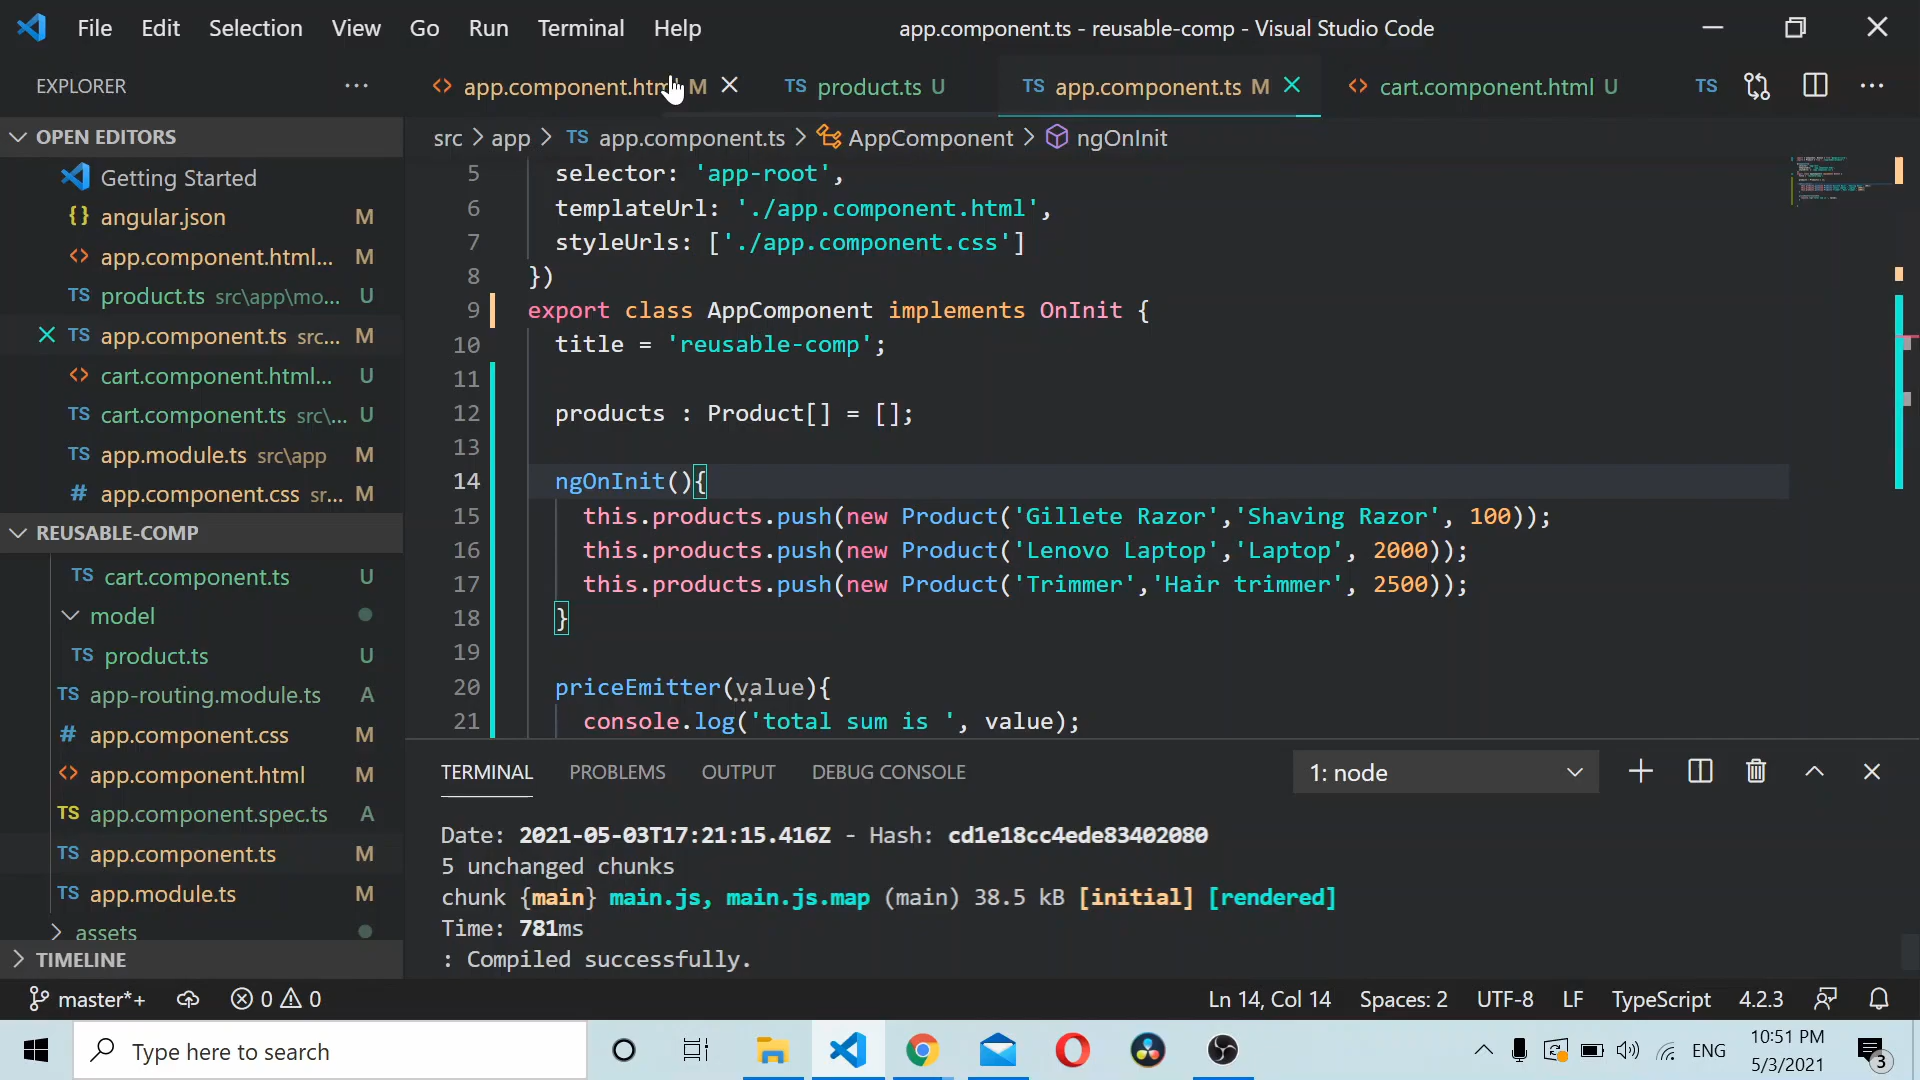 File Edit Selection View Go Run Terminal Help
app.component.ts - reusable-comp - Visual Studio Code
EXPLORER
app.component.htm M
TS product.ts U
TS app.component.ts M
cart.component.html U
TS
OPEN EDITORS
Getting Started
{} angular.json M
app.component.html... M
TS product.ts src\app\mo... U
TS app.component.ts src... M
cart.component.html... U
TS cart.component.ts src\... U
TS app.module.ts src\app M
# app.component.css sr... M
REUSABLE-COMP
TS cart.component.ts U
model
TS product.ts U
TS app-routing.module.ts A
# app.component.css M
app.component.html M
TS app.component.spec.ts A
TS app.component.ts M
TS app.module.ts M
assets
TIMELINE
src > app > TS app.component.ts > AppComponent > ngOnInit
5 selector: 'app-root',
6 templateUrl: './app.component.html',
7 styleUrls: ['./app.component.css']
8 })
9 export class AppComponent implements OnInit {
10 title = 'reusable-comp';
11
12 products : Product[] = [];
13
14 ngOnInit(){
15 this.products.push(new Product('Gillete Razor','Shaving Razor', 100));
16 this.products.push(new Product('Lenovo Laptop','Laptop', 2000));
17 this.products.push(new Product('Trimmer','Hair trimmer', 2500));
18 }
19
20 priceEmitter(value){
21 console.log('total sum is ', value);
TERMINAL PROBLEMS OUTPUT DEBUG CONSOLE
1: node
Date: 2021-05-03T17:21:15.416Z - Hash: cd1e18cc4ede83402080
5 unchanged chunks
chunk {main} main.js, main.js.map (main) 38.5 kB [initial] [rendered]
Time: 781ms
: Compiled successfully.
master*+ 0 0
Ln 14, Col 14 Spaces: 2 UTF-8 LF TypeScript 4.2.3
Type here to search
ENG
10:51 PM
5/3/2021
3